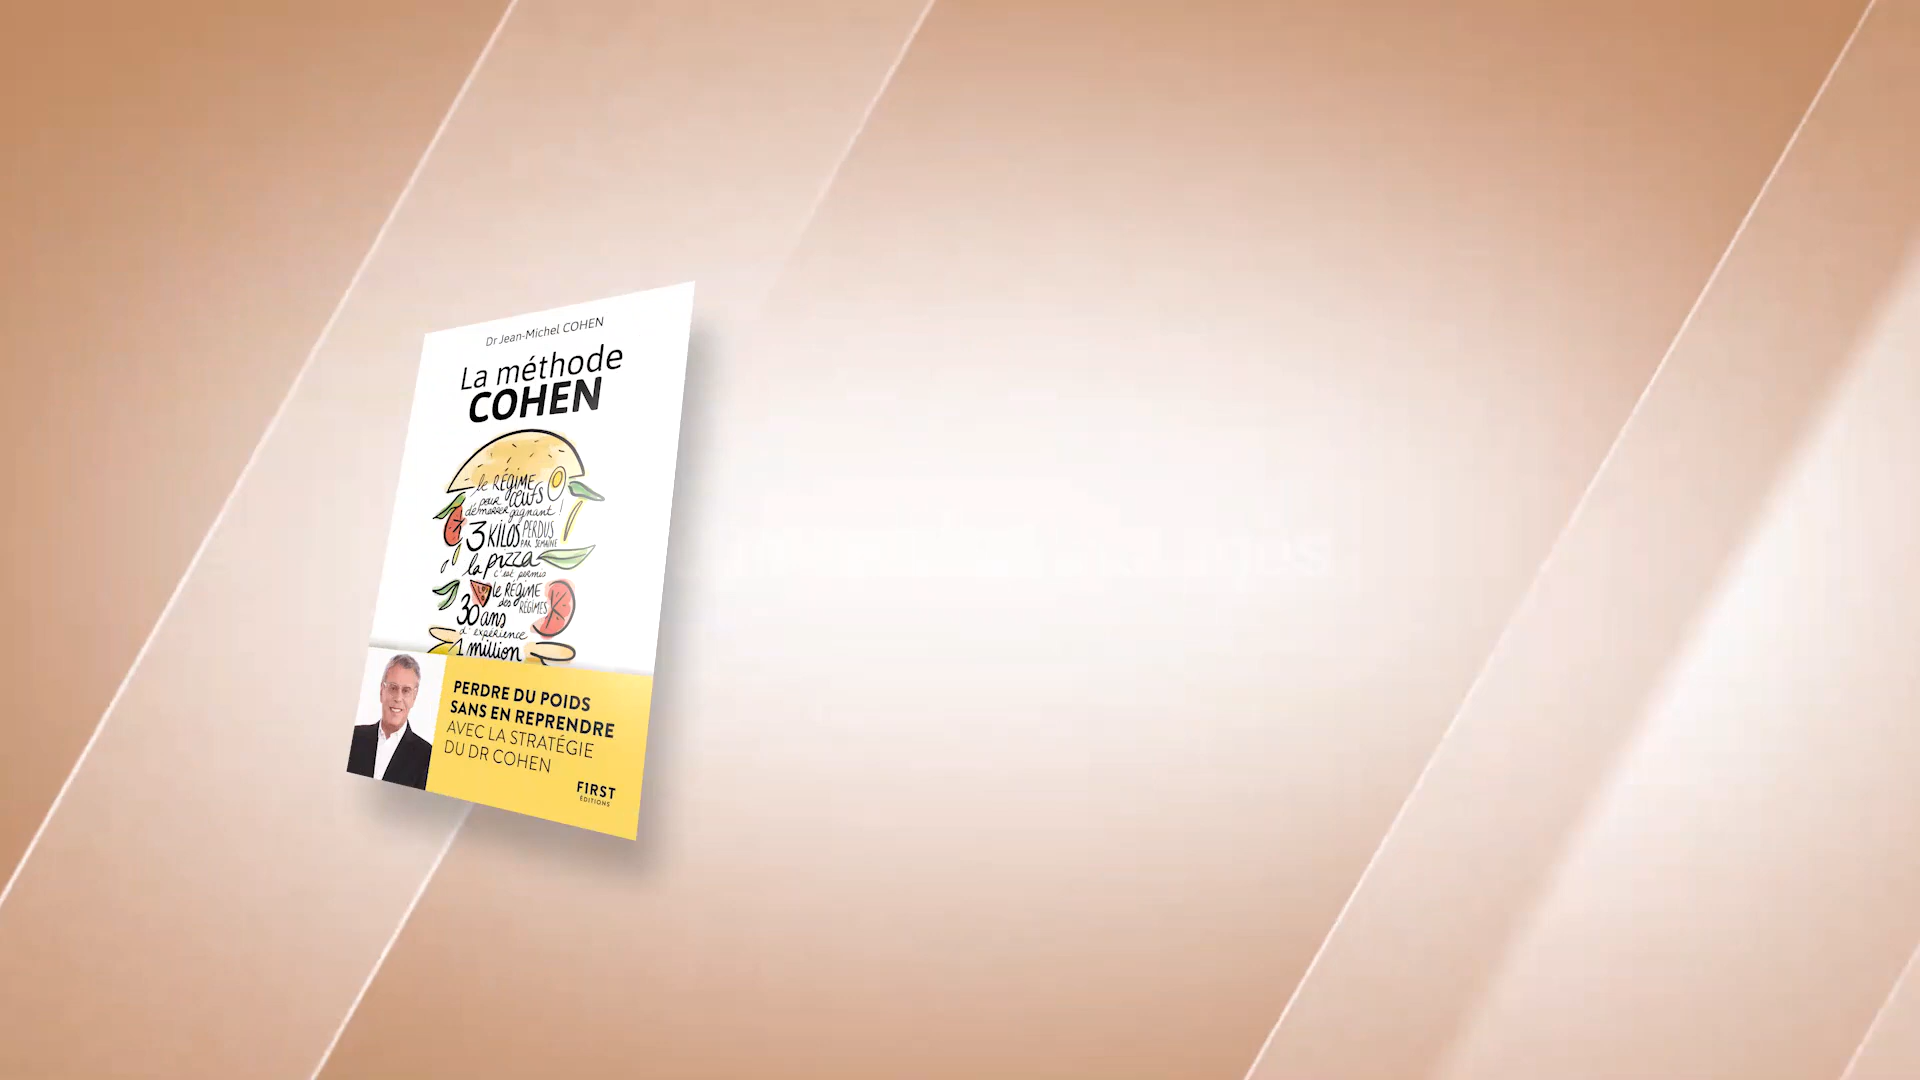 Dr Jean-Michel COHEN
La méthode
COHEN
le RÉGIME
pour ŒUFS
démarrer gagnant !
3 KILOS PERDUS
PAR SEMAINE
la pizza
c'est permis
le RÉGIME
des RÉGIMES
30 ans
d'expérience
1 million
PERDRE DU POIDS
SANS EN REPRENDRE
AVEC LA STRATÉGIE
DU DR COHEN
FIRST
ÉDITIONS